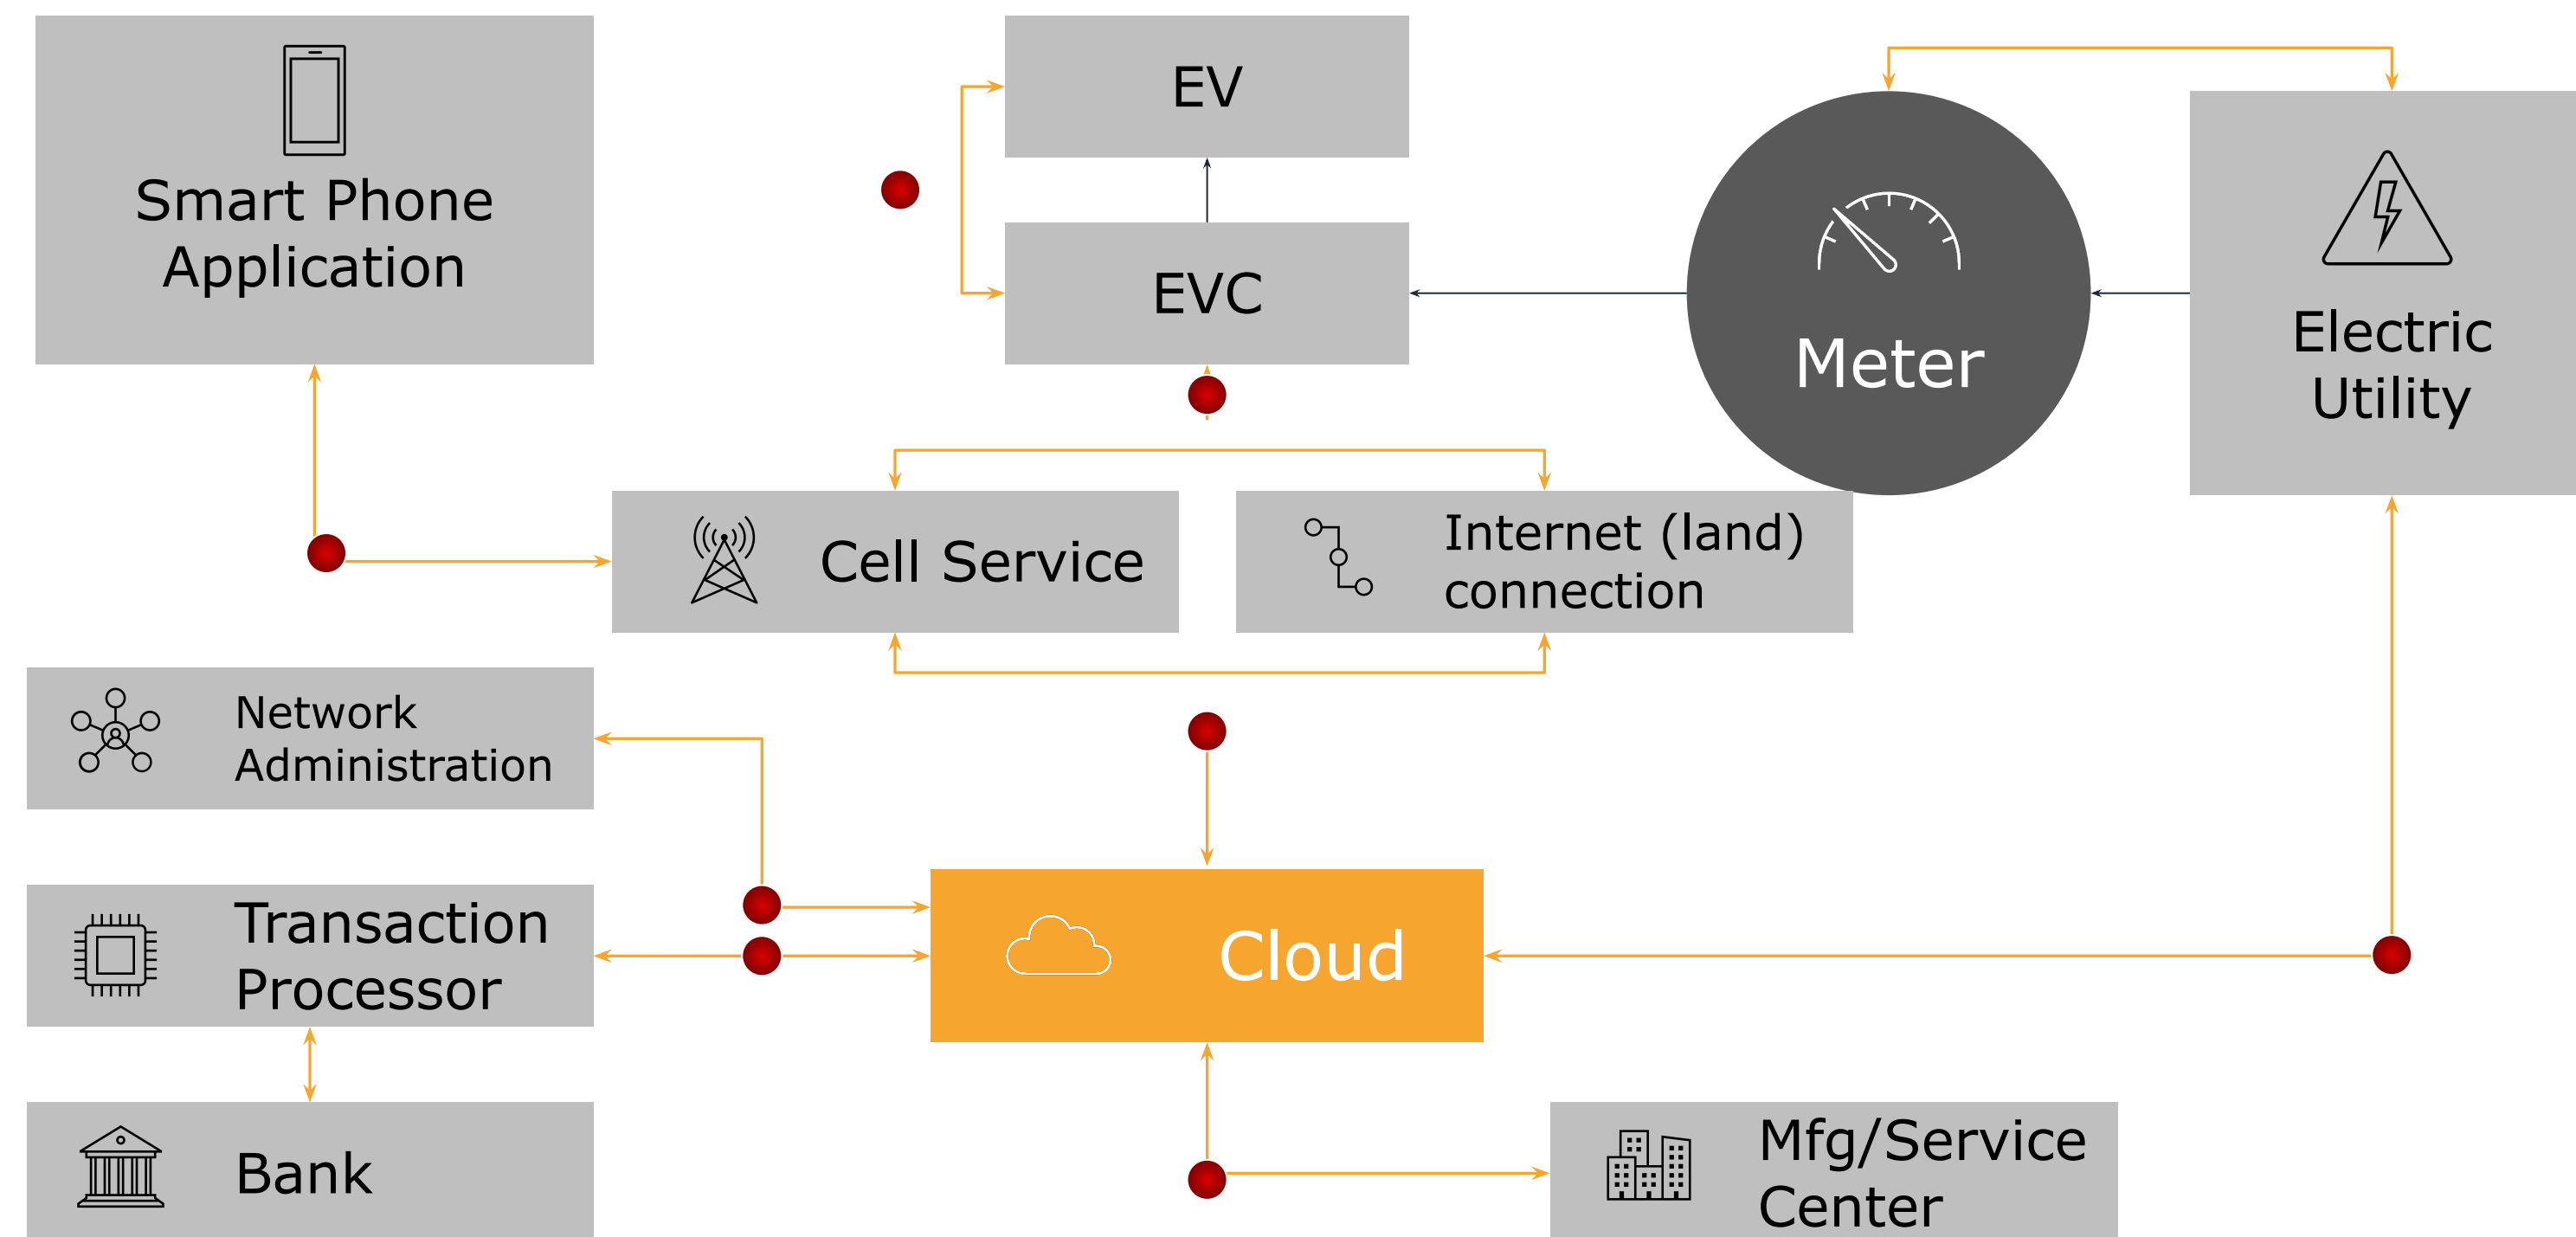 Smart Phone
Application
EV
EVC
Meter
Electric
Utility
Cell Service
Internet (land)
connection
Network
Administration
Transaction
Processor
Cloud
Bank
Mfg/Service
Center